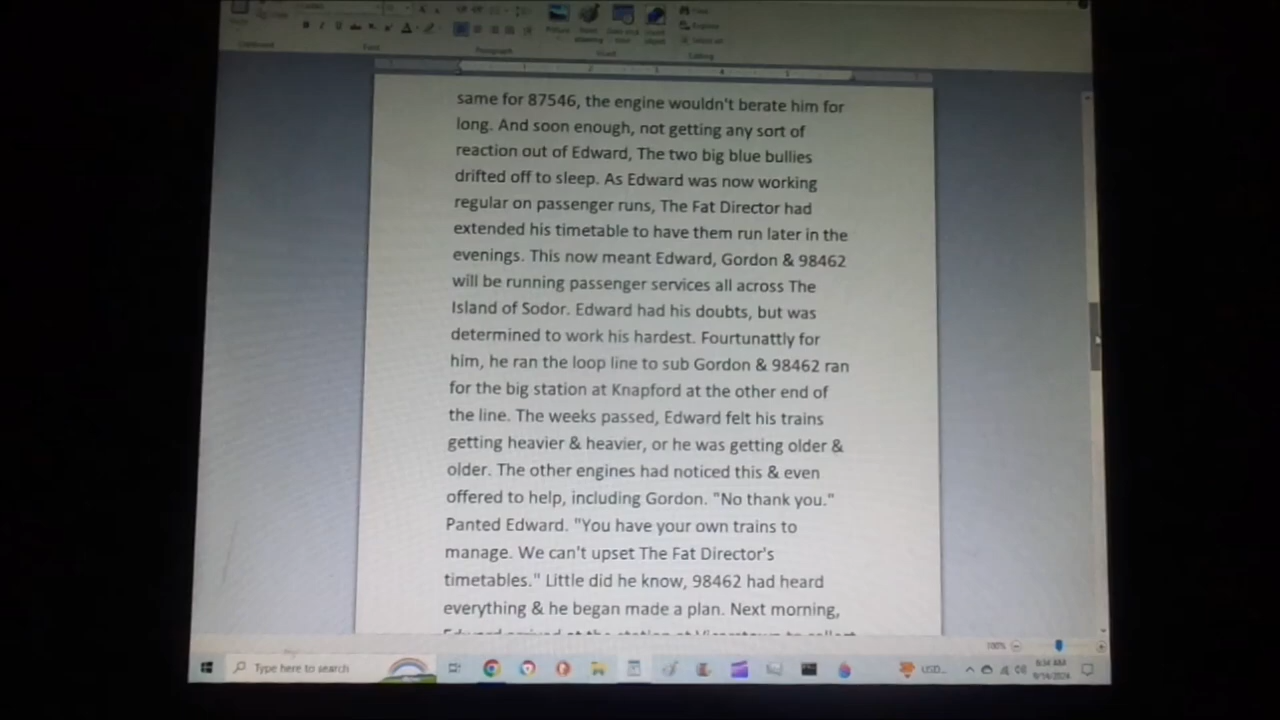 Clipboard
Font
Paragraph
Insert
Editing
same for 87546, the engine wouldn't berate him for
long. And soon enough, not getting any sort of
reaction out of Edward, The two big blue bullies
drifted off to sleep. As Edward was now working
regular on passenger runs, The Fat Director had
extended his timetable to have them run later in the
evenings. This now meant Edward, Gordon & 98462
will be running passenger services all across The
Island of Sodor. Edward had his doubts, but was
determined to work his hardest. Fourtunattly for
him, he ran the loop line to sub Gordon & 98462 ran
for the big station at Knapford at the other end of
the line. The weeks passed, Edward felt his trains
getting heavier & heavier, or he was getting older &
older. The other engines had noticed this & even
offered to help, including Gordon. "No thank you."
Panted Edward. "You have your own trains to
manage. We can't upset The Fat Director's
timetables." Little did he know, 98462 had heard
everything & he began made a plan. Next morning,
100%
Type here to search
USD...